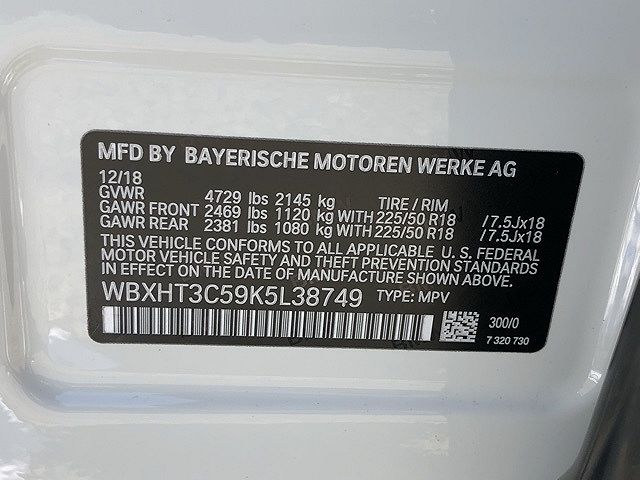 MFD BY BAYERISCHE MOTOREN WERKE AG
12/18
GVWR 4729 lbs 2145 kg TIRE / RIM
GAWR FRONT 2469 lbs 1120 kg WITH 225/50 R18 /7.5Jx18
GAWR REAR 2381 lbs 1080 kg WITH 225/50 R18 /7.5Jx18
THIS VEHICLE CONFORMS TO ALL APPLICABLE U. S. FEDERAL
MOTOR VEHICLE SAFETY AND THEFT PREVENTION STANDARDS
IN EFFECT ON THE DATE OF MANUFACTURE SHOWN ABOVE.
WBXHT3C59K5L38749 TYPE: MPV
300/0
7 320 730